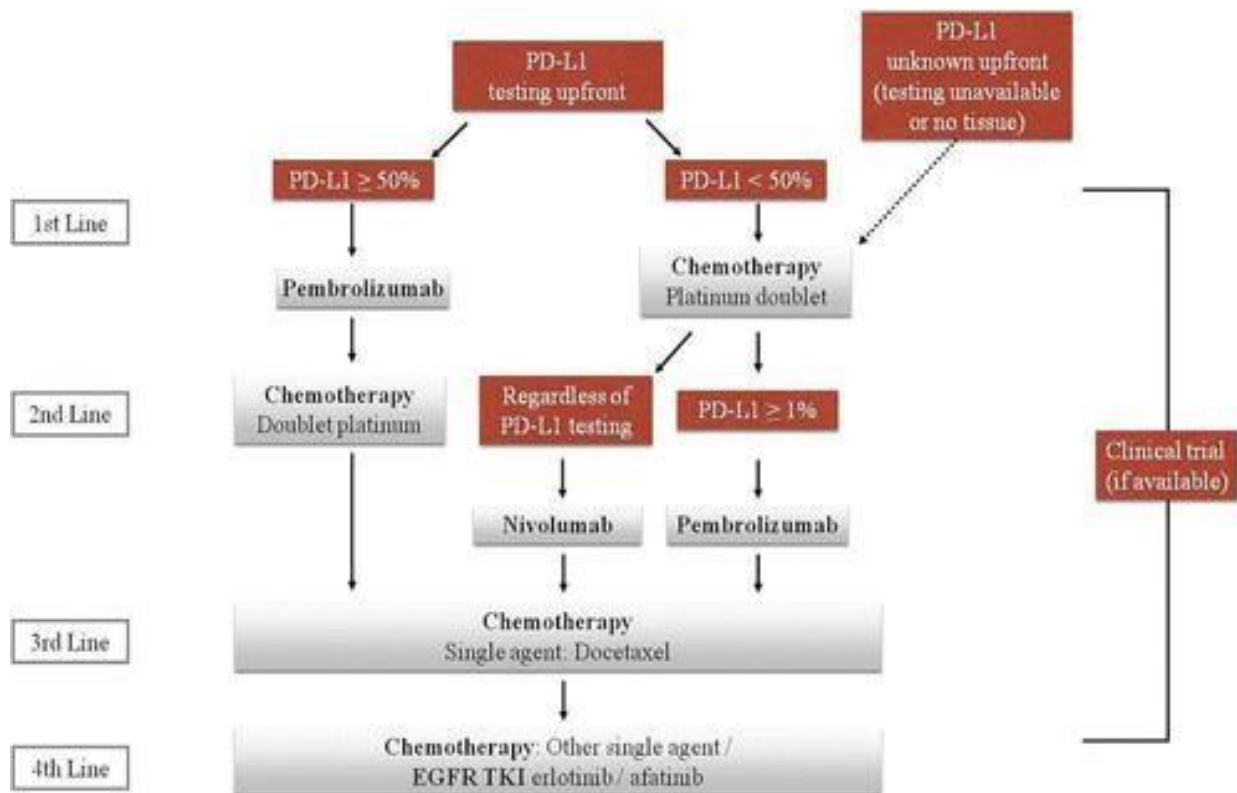 PD-L1
testing upfront
PD-L1
unknown upfront
(testing unavailable
or no tissue)
PD-L1 ≥ 50%
PD-L1 < 50%
1st Line
Pembrolizumab
Chemotherapy
Platinum doublet
2nd Line
Chemotherapy
Doublet platinum
Regardless of
PD-L1 testing
PD-L1 ≥ 1%
Clinical trial
(if available)
Nivolumab
Pembrolizumab
3rd Line
Chemotherapy
Single agent: Docetaxel
4th Line
Chemotherapy: Other single agent /
EGFR TKI erlotinib / afatinib